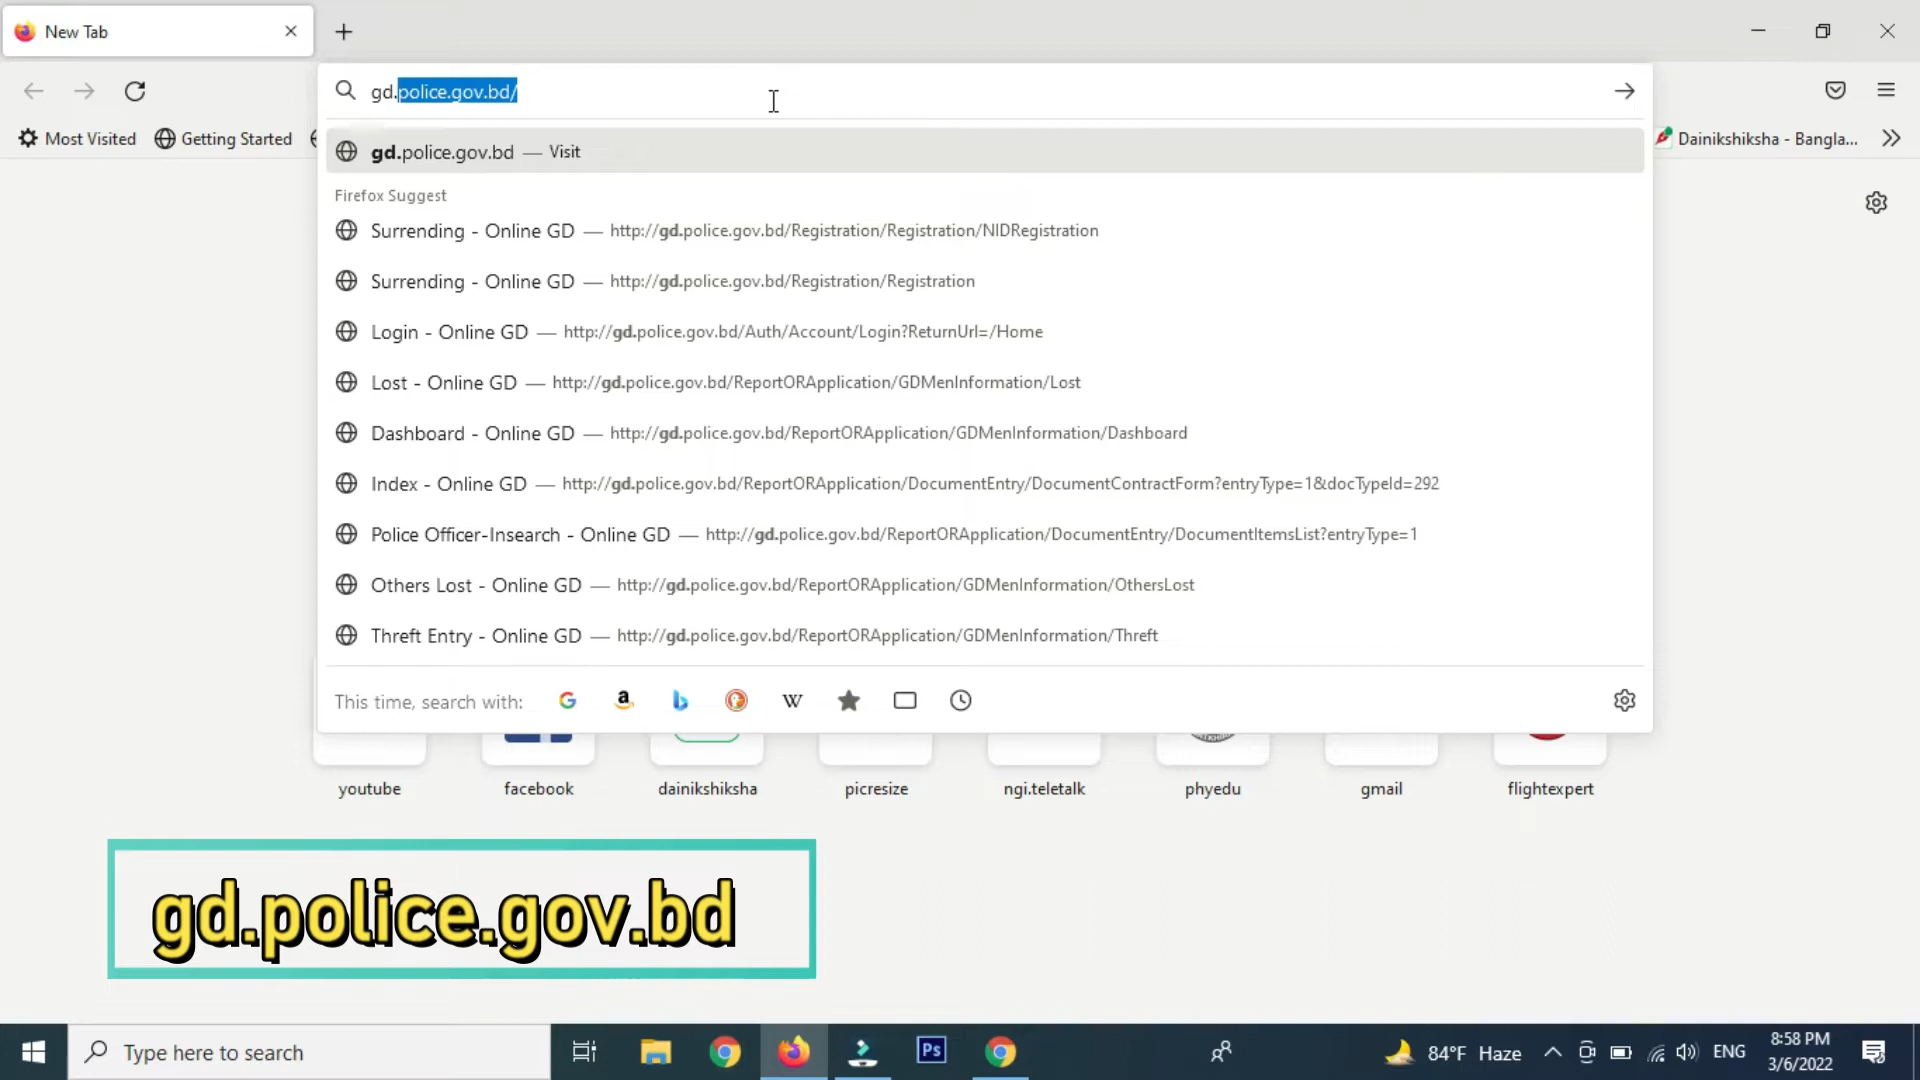 New Tab
gd.police.gov.bd/
Most Visited
Getting Started
Dainikshiksha - Bangla...
gd.police.gov.bd — Visit
Firefox Suggest
Surrending - Online GD — http://gd.police.gov.bd/Registration/Registration/NIDRegistration
Surrending - Online GD — http://gd.police.gov.bd/Registration/Registration
Login - Online GD — http://gd.police.gov.bd/Auth/Account/Login?ReturnUrl=/Home
Lost - Online GD — http://gd.police.gov.bd/ReportORApplication/GDMenInformation/Lost
Dashboard - Online GD — http://gd.police.gov.bd/ReportORApplication/GDMenInformation/Dashboard
Index - Online GD — http://gd.police.gov.bd/ReportORApplication/DocumentEntry/DocumentContractForm?entryType=1&docTypeId=292
Police Officer-Insearch - Online GD — http://gd.police.gov.bd/ReportORApplication/DocumentEntry/DocumentItemsList?entryType=1
Others Lost - Online GD — http://gd.police.gov.bd/ReportORApplication/GDMenInformation/OthersLost
Threft Entry - Online GD — http://gd.police.gov.bd/ReportORApplication/GDMenInformation/Threft
This time, search with:
youtube
facebook
dainikshiksha
picresize
ngi.teletalk
phyedu
gmail
flightexpert
gd.police.gov.bd
Type here to search
Ps
84°F Haze
ENG
8:58 PM
3/6/2022